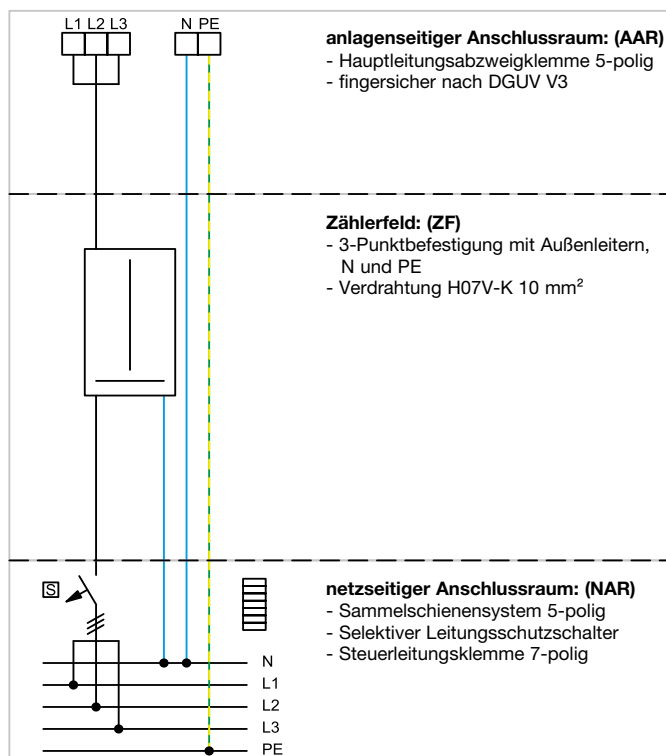 L1 L2 L3 N PE
anlagenseitiger Anschlussraum: (AAR)
- Hauptleitungsabzweigklemme 5-polig
- fingersicher nach DGUV V3
Zählerfeld: (ZF)
- 3-Punktbefestigung mit Außenleitern,
N und PE
- Verdrahtung H07V-K 10 mm²
S
netzseitiger Anschlussraum: (NAR)
- Sammelschienensystem 5-polig
- Selektiver Leitungsschutzschalter
- Steuerleitungsklemme 7-polig
N
L1
L2
L3
PE